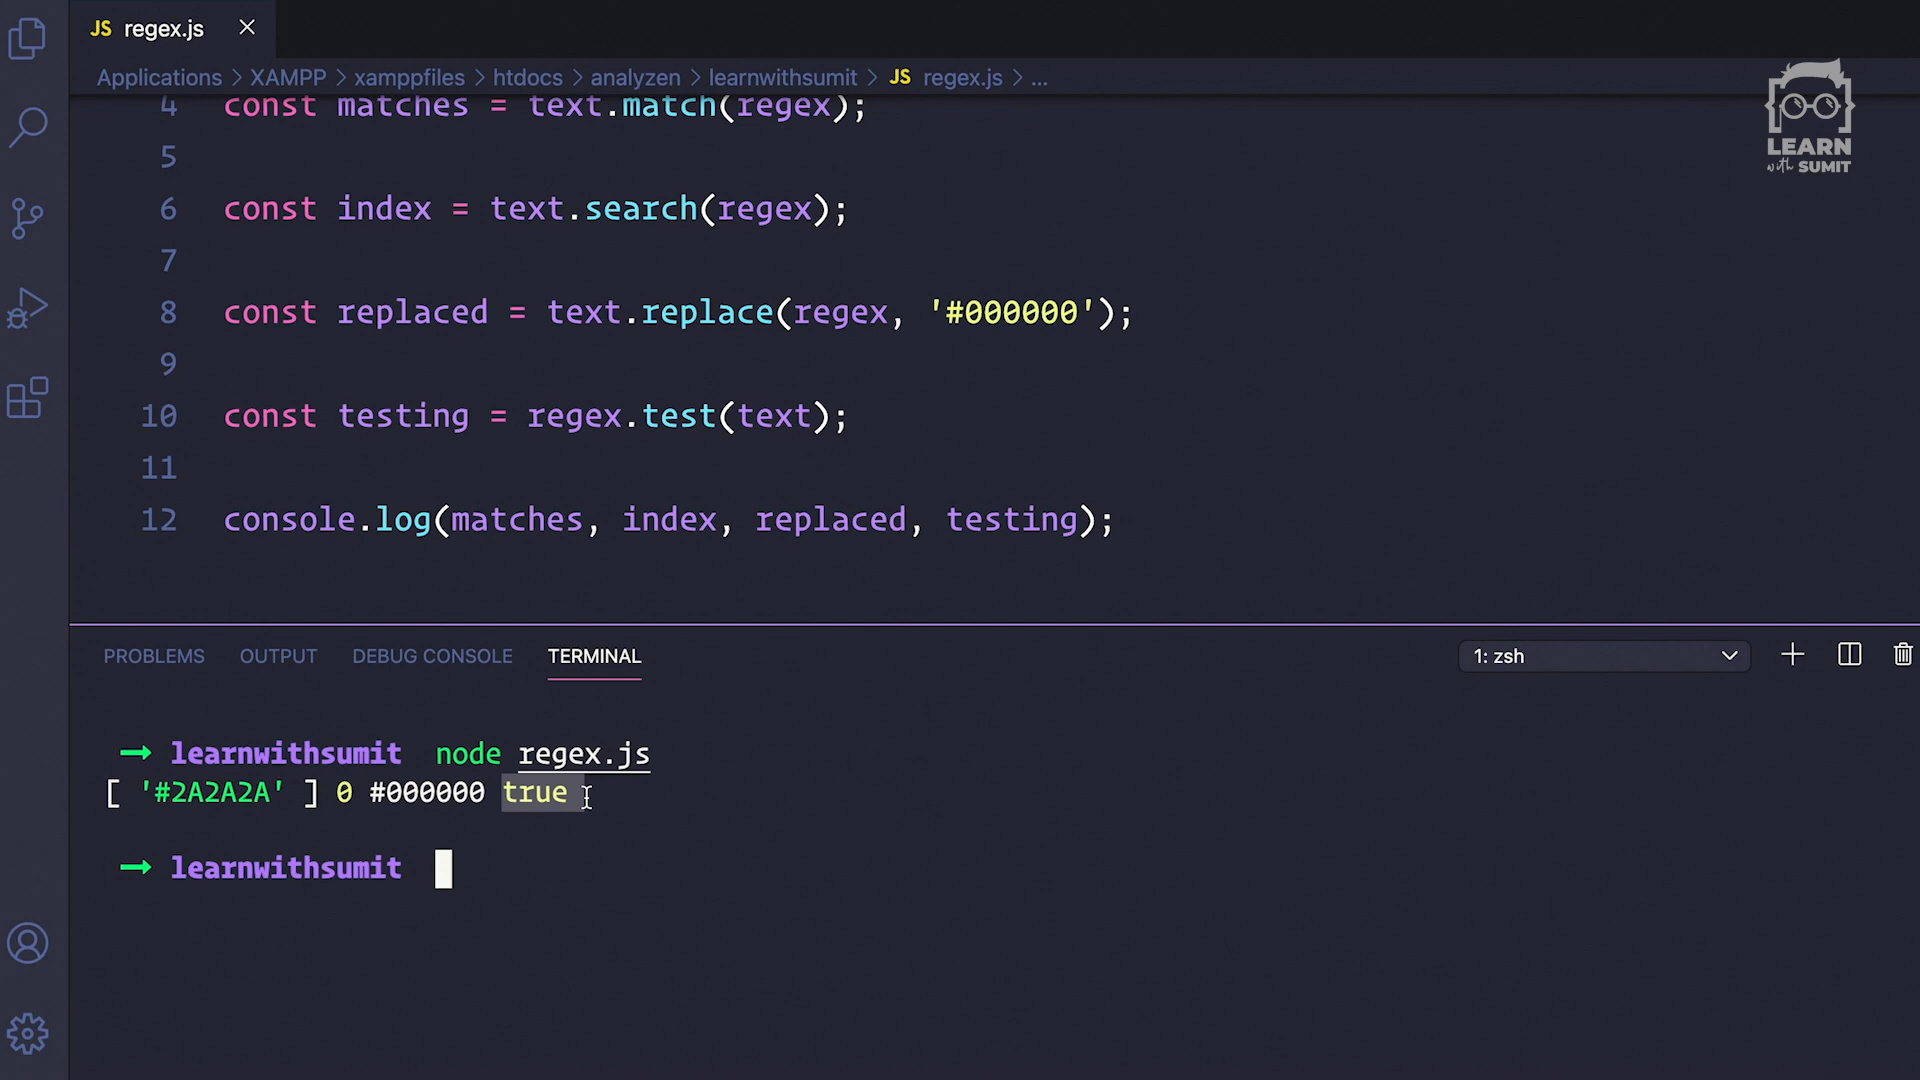 JS regex.js
Applications > XAMPP > xamppfiles > htdocs > analyzen > learnwithsumit > JS regex.js > ...
LEARN
with SUMIT
4 const matches = text.match(regex);
5
6 const index = text.search(regex);
7
8 const replaced = text.replace(regex, '#000000');
9
10 const testing = regex.test(text);
11
12 console.log(matches, index, replaced, testing);
PROBLEMS OUTPUT DEBUG CONSOLE TERMINAL 1: zsh
→ learnwithsumit node regex.js
[ '#2A2A2A' ] 0 #000000 true
→ learnwithsumit